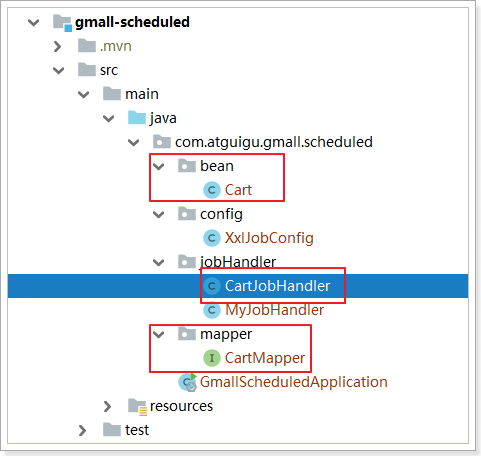 gmall-scheduled
.mvn
src
main
java
com.atguigu.gmall.scheduled
bean
Cart
config
XxlJobConfig
jobHandler
CartJobHandler
MyJobHandler
mapper
CartMapper
GmallScheduledApplication
resources
test